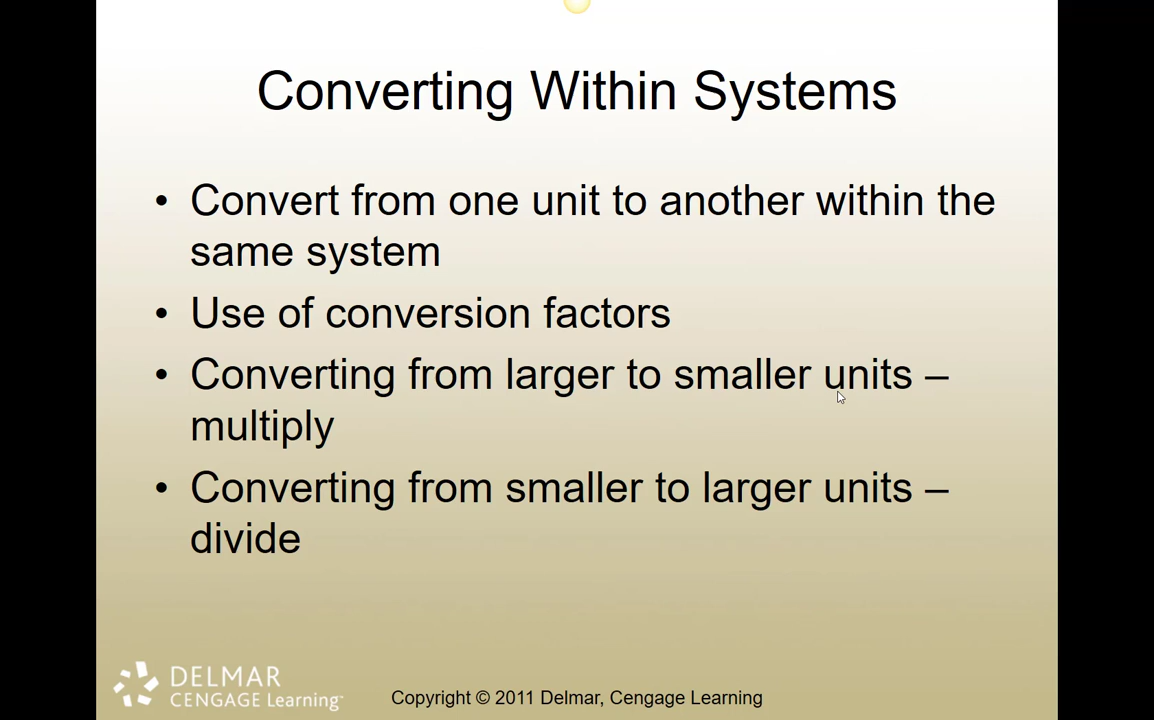 Converting Within Systems
• Convert from one unit to another within the
same system
• Use of conversion factors
• Converting from larger to smaller units –
multiply
• Converting from smaller to larger units –
divide
DELMAR
CENGAGE Learning™
Copyright © 2011 Delmar, Cengage Learning